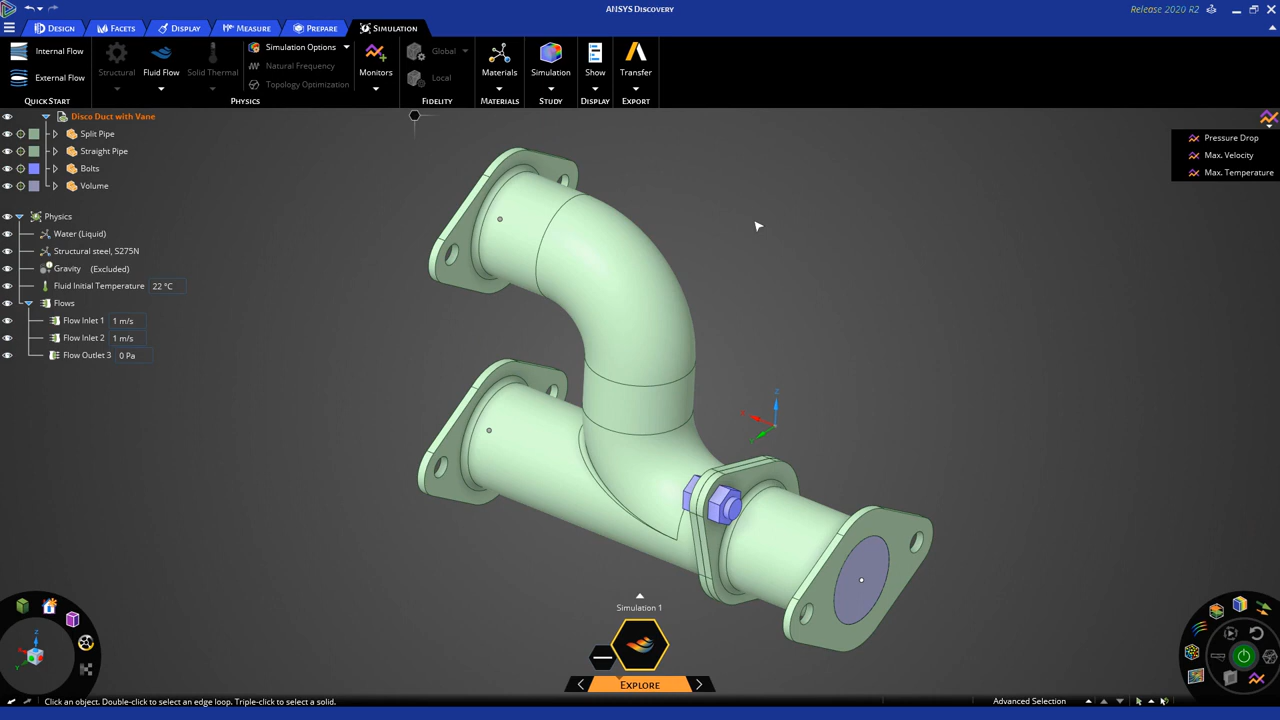 ANSYS Discovery
Release 2020 R2
DESIGN
FACETS
DISPLAY
MEASURE
PREPARE
SIMULATION
Internal Flow
External Flow
QUICK START
Structural
Fluid Flow
Solid Thermal
Simulation Options
Natural Frequency
Topology Optimization
PHYSICS
Monitors
Global
Local
FIDELITY
Materials
MATERIALS
Simulation
STUDY
Show
DISPLAY
Transfer
EXPORT
Disco Duct with Vane
Split Pipe
Straight Pipe
Bolts
Volume
Physics
Water (Liquid)
Structural steel, S275N
Gravity (Excluded)
Fluid Initial Temperature 22 °C
Flows
Flow Inlet 1 1 m/s
Flow Inlet 2 1 m/s
Flow Outlet 3 0 Pa
Pressure Drop
Max. Velocity
Max. Temperature
Z
Z
Simulation 1
EXPLORE
Click an object. Double-click to select an edge loop. Triple-click to select a solid.
Advanced Selection